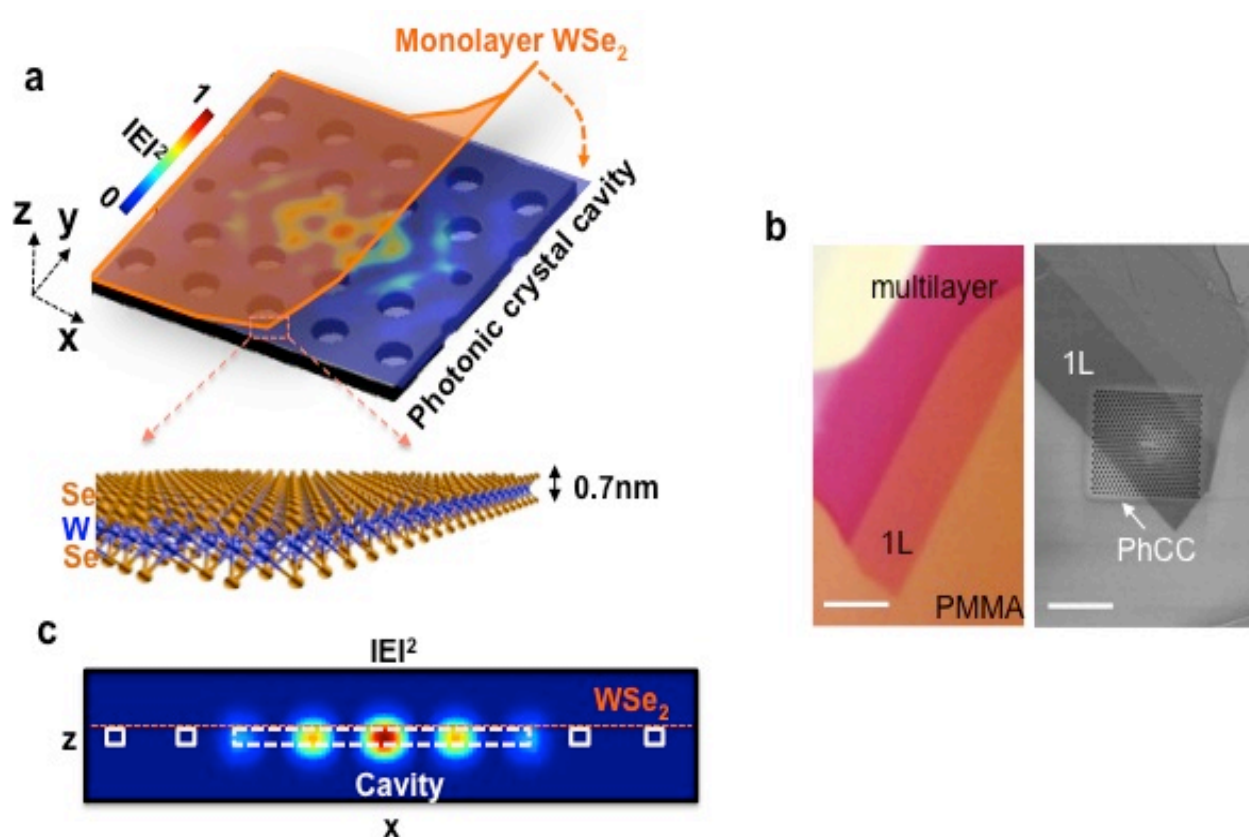 a
Monolayer WSe₂
1
|E|²
0
z
y
x
Photonic crystal cavity
Se
W
Se
0.7nm
b
multilayer
1L
PMMA
1L
PhCC
c
|E|²
WSe₂
z
Cavity
x